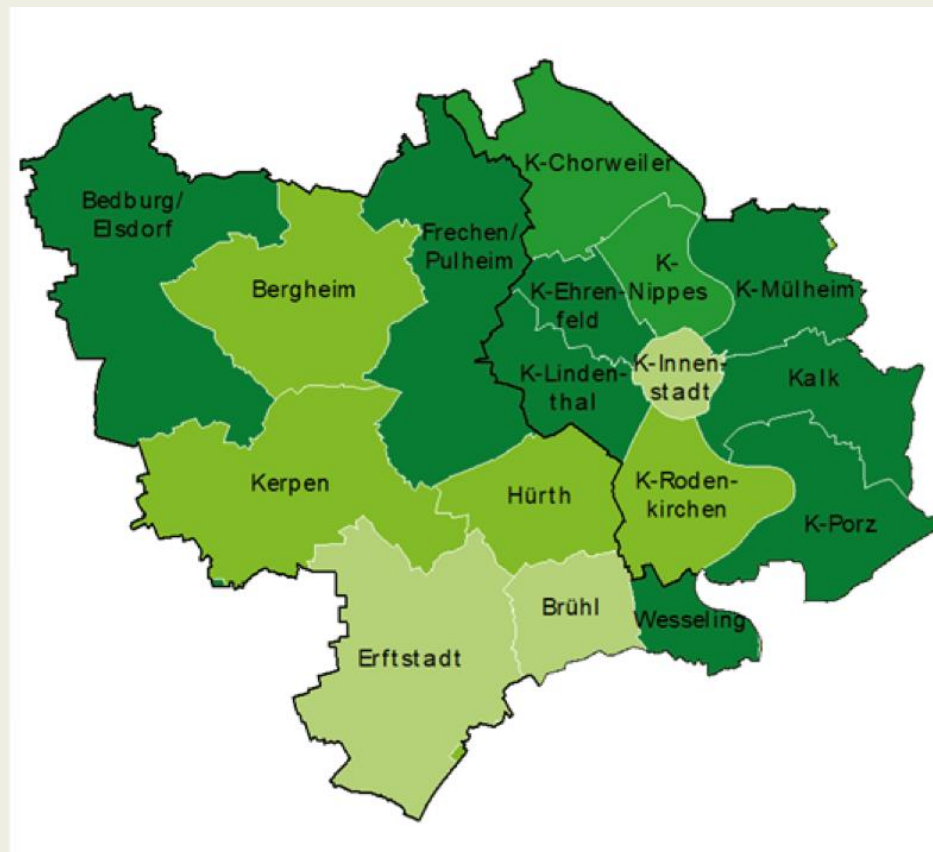 K-Chorweiler
Bedburg/
Elsdorf
Frechen/
Pulheim
K-
Nippes
Bergheim
K-Ehren-
feld
K-Mülheim
K-Innen-
stadt
K-Linden-
thal
Kalk
Kerpen
Hürth
K-Roden-
kirchen
K-Porz
Brühl
Wesseling
Erftstadt